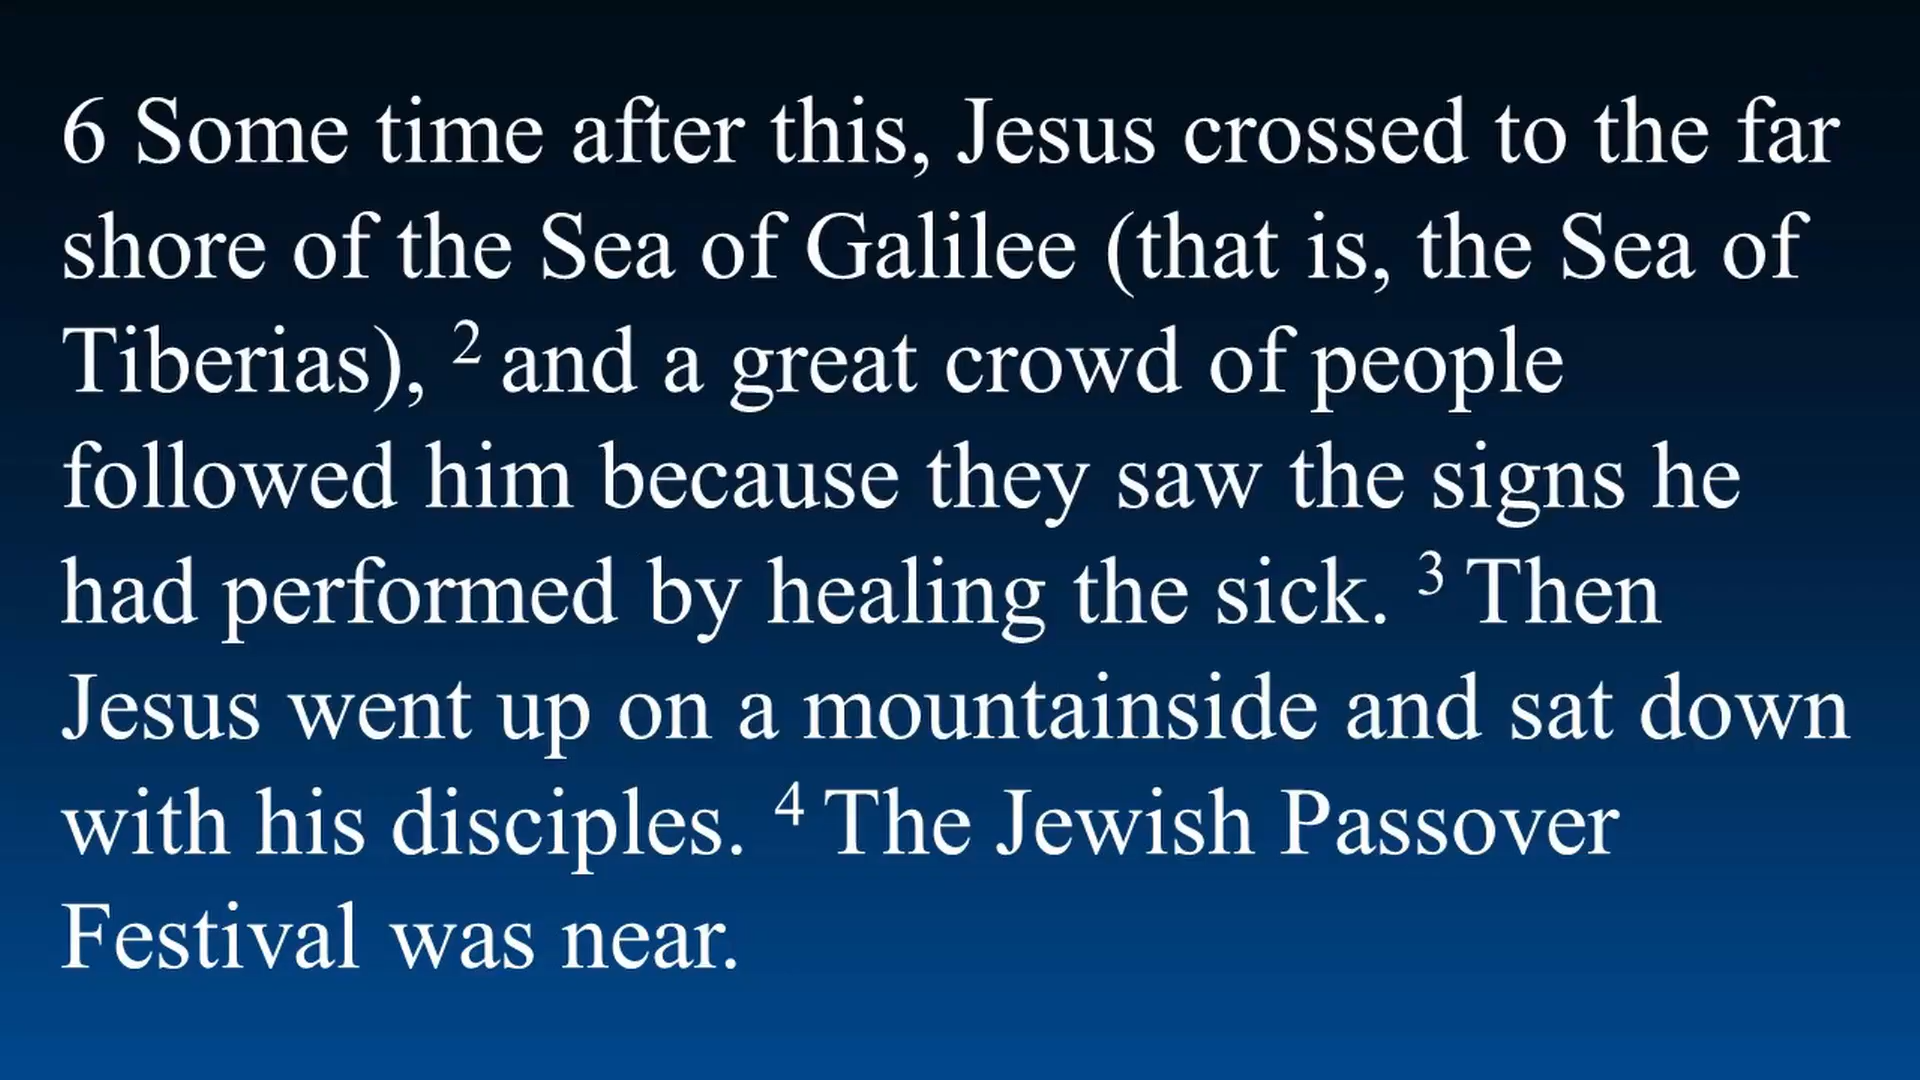 6 Some time after this, Jesus crossed to the far
shore of the Sea of Galilee (that is, the Sea of
Tiberias), 2 and a great crowd of people
followed him because they saw the signs he
had performed by healing the sick. 3 Then
Jesus went up on a mountainside and sat down
with his disciples. 4 The Jewish Passover
Festival was near.